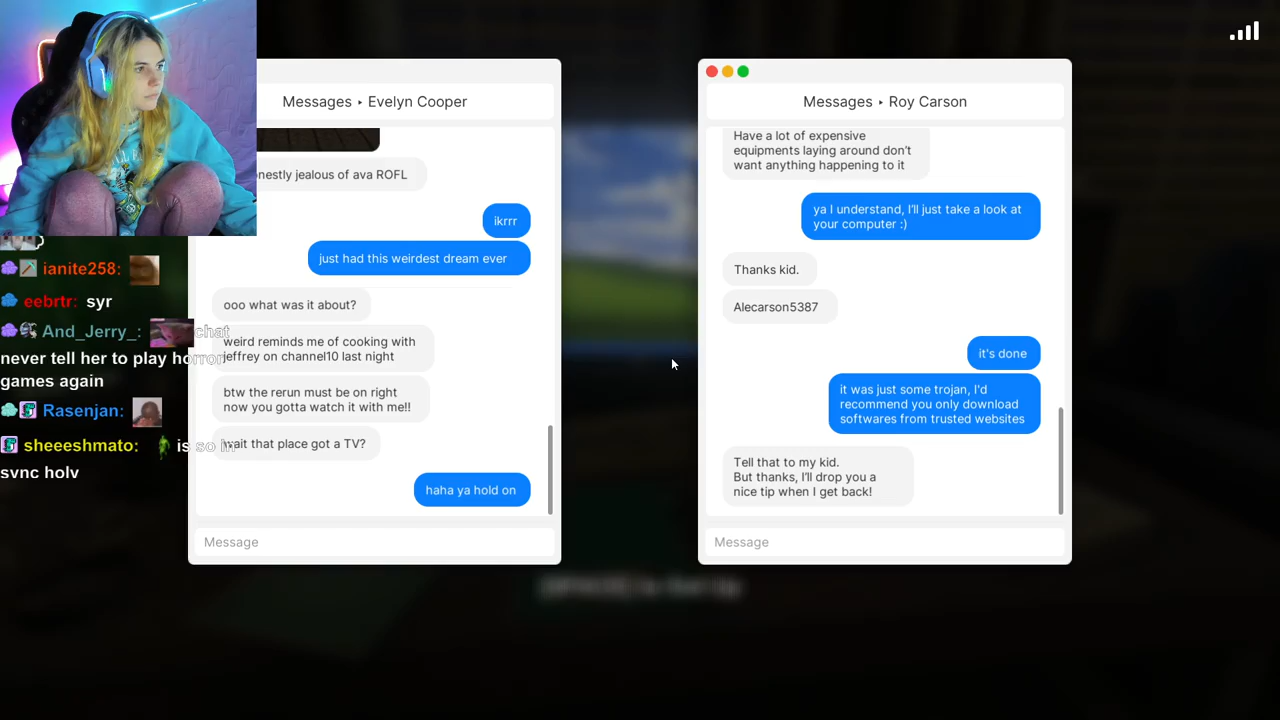 Messages ▸ Evelyn Cooper
nestly jealous of ava ROFL
ikrrr
just had this weirdest dream ever
ooo what was it about?
weird reminds me of cooking with
jeffrey on channel10 last night
btw the rerun must be on right
now you gotta watch it with me!!
wait that place got a TV?
haha ya hold on
Message
Messages ▸ Roy Carson
Have a lot of expensive
equipments laying around don't
want anything happening to it
ya I understand, I'll just take a look at
your computer :)
Thanks kid.
Alecarson5387
it's done
it was just some trojan, I'd
recommend you only download
softwares from trusted websites
Tell that to my kid.
But thanks, I'll drop you a
nice tip when I get back!
Message
ianite258:
eebrtr: syr
And_Jerry_: chat
never tell her to play horror
games again
Rasenjan:
sheeeshmato: is so in
sync holy